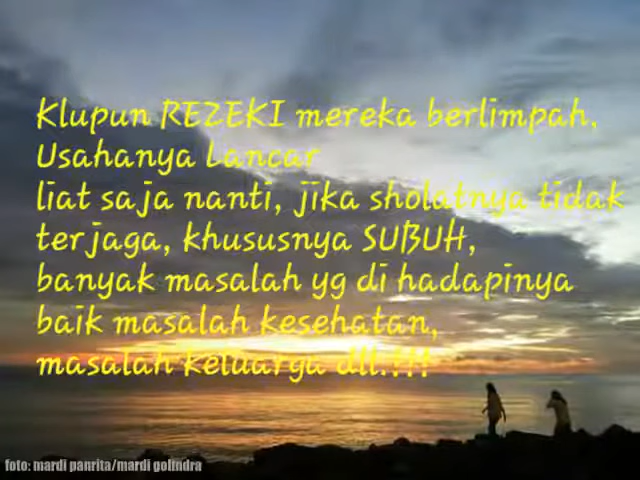 Klupun REZEKI mereka berlimpah,
Usahanya Lancar
liat saja nanti, jika sholatnya tidak
terjaga, khususnya SUBUH,
banyak masalah yg di hadapinya
baik masalah kesehatan,
masalah keluarga dll.!!!
foto: mardi panrita/mardi golindra